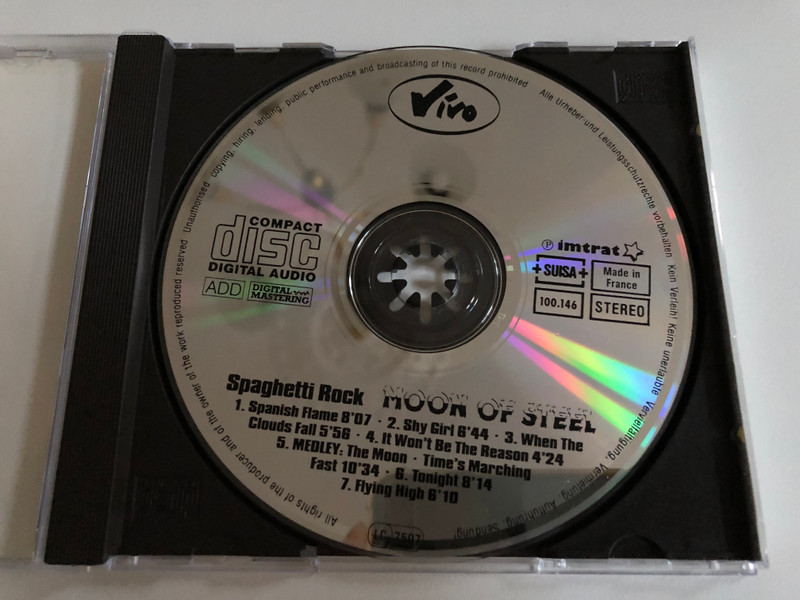 Vivo
Unauthorised copying, hiring, lending, public performance and broadcasting of this record prohibited
Alle Urheber-und Leistungsschutzrechte vorbehalten Kein Verleih! Keine unerlaubte Vervielfältigung, Vermietung, Aufführung, Sendung!
COMPACT
disc
DIGITAL AUDIO
ADD DIGITAL
MASTERING
℗ imtrat
SUISA Made in
France
100.146 STEREO
Spaghetti Rock MOON OF STEEL
1. Spanish Flame 8'07 · 2. Shy Girl 6'44 · 3. When The
Clouds Fall 5'56 · 4. It Won't Be The Reason 4'24
5. MEDLEY: The Moon · Time's Marching
Fast 10'34 · 6. Tonight 8'14
7. Flying High 6'10
LC 7507
All rights of the producer and of the owner of the work reproduced reserved